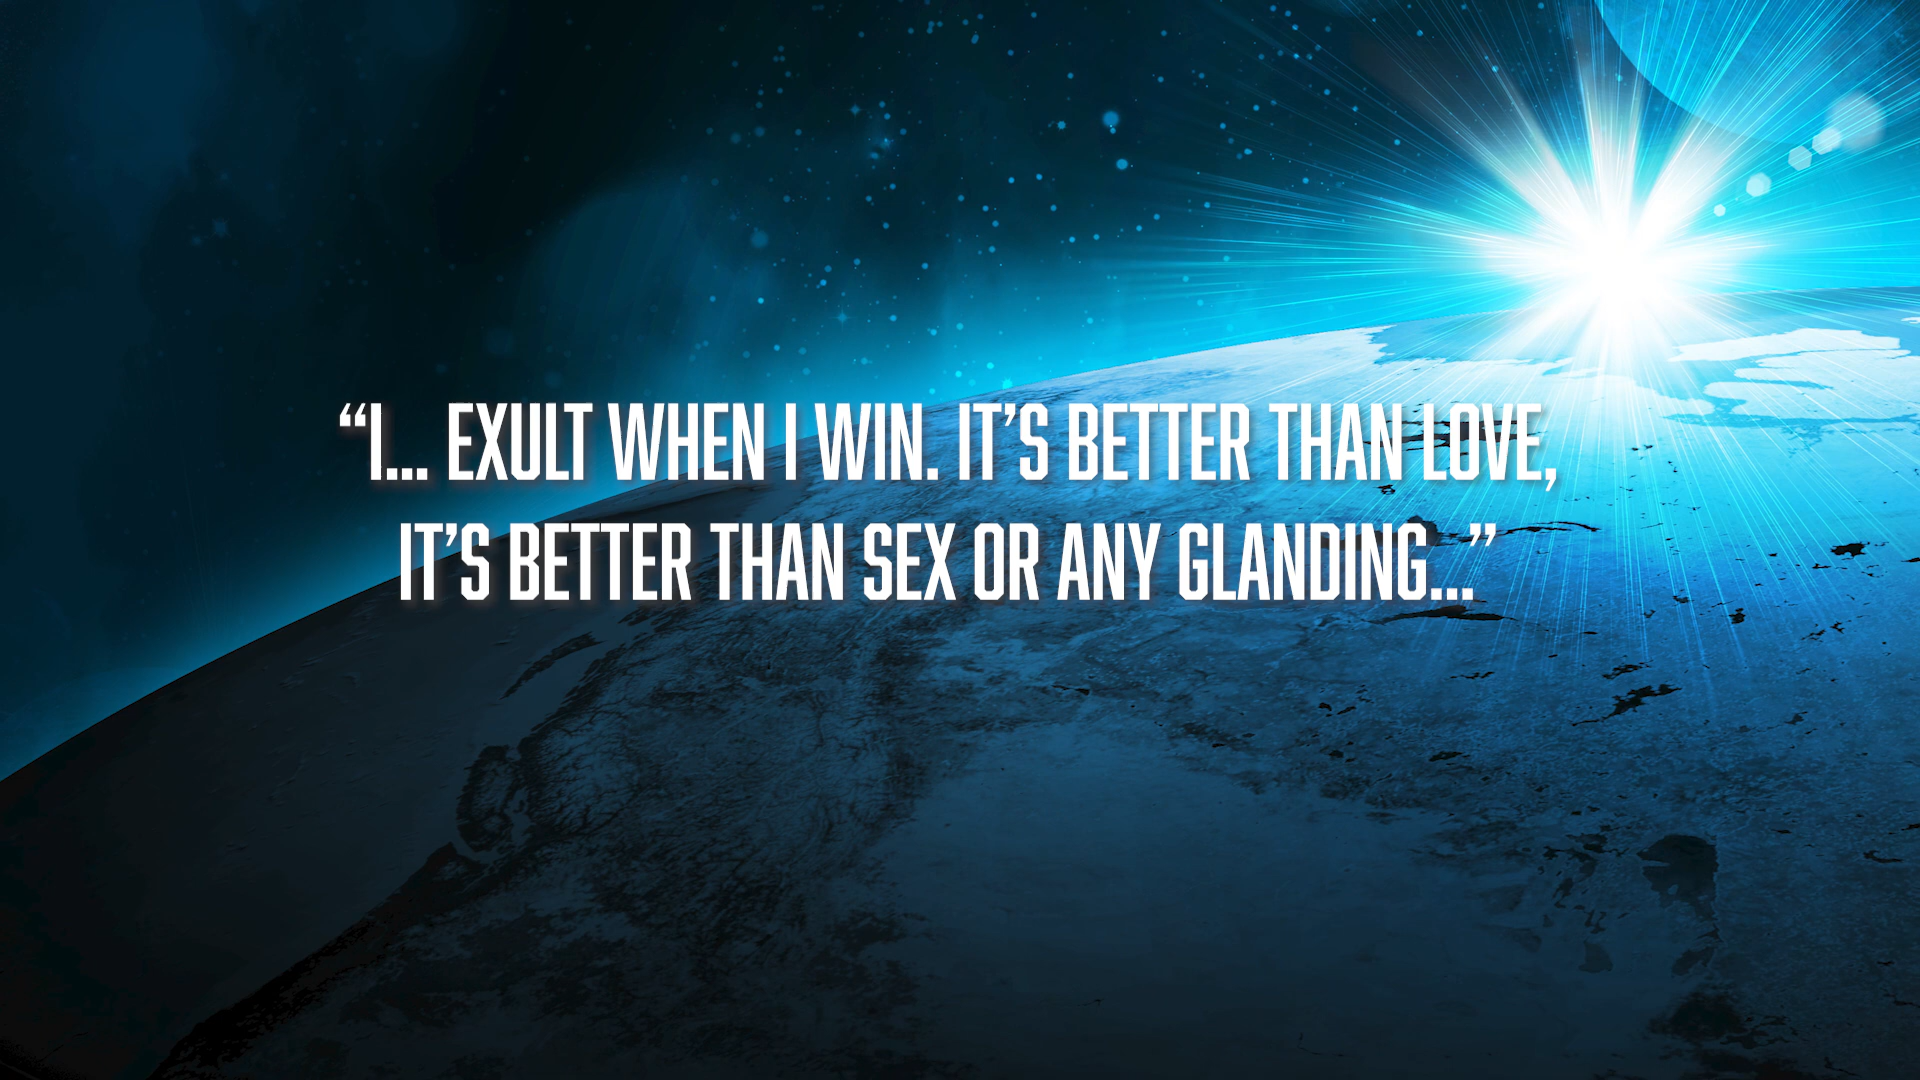 “I... EXULT WHEN I WIN. IT’S BETTER THAN LOVE,
IT’S BETTER THAN SEX OR ANY GLANDING...”